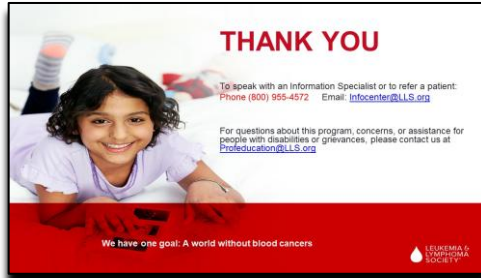 THANK YOU
To speak with an Information Specialist or to refer a patient:
Phone (800) 955-4572 Email: Infocenter@LLS.org
For questions about this program, concerns, or assistance for
people with disabilities or grievances, please contact us at
Profeducation@LLS.org
We have one goal: A world without blood cancers
LEUKEMIA &
LYMPHOMA
SOCIETY